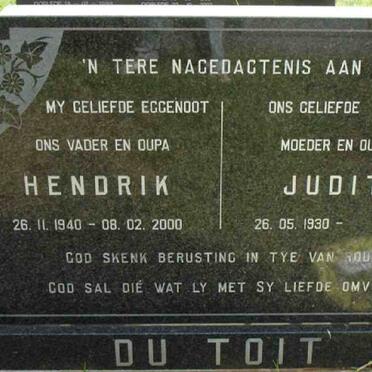 'N TERE NAGEDAGTENIS AAN
MY GELIEFDE EGGENOOT
ONS VADER EN OUPA
HENDRIK
26.11.1940 - 08.02.2000
ONS GELIEFDE
MOEDER EN
JUDIT
26.05.1930 -
GOD SKENK BERUSTING IN TYE VAN
GOD SAL DIÉ WAT LY MET SY LIEFDE OMV
DU TOIT